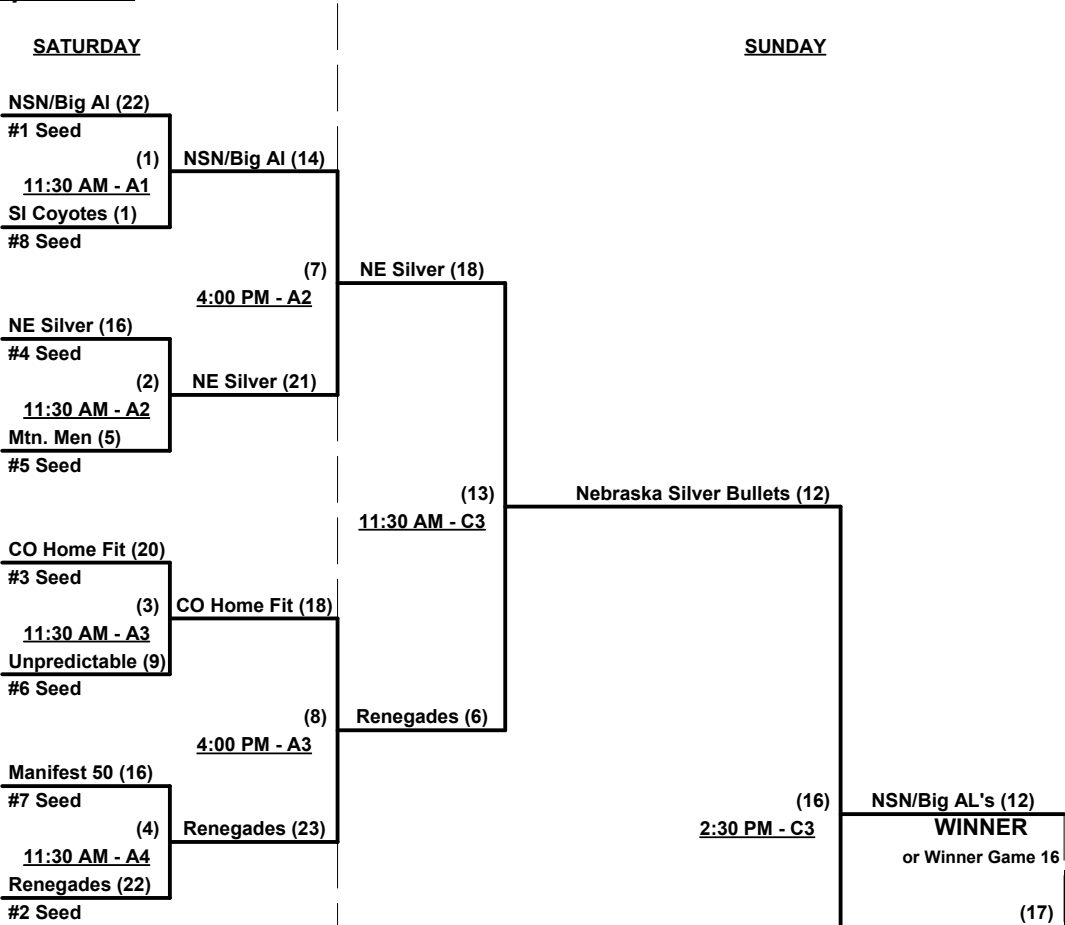 SATURDAY
SUNDAY
NSN/Big Al (22)
#1 Seed
(1)
NSN/Big Al (14)
11:30 AM - A1
SI Coyotes (1)
#8 Seed
(7)
NE Silver (18)
4:00 PM - A2
NE Silver (16)
#4 Seed
(2)
NE Silver (21)
11:30 AM - A2
Mtn. Men (5)
#5 Seed
(13)
Nebraska Silver Bullets (12)
11:30 AM - C3
CO Home Fit (20)
#3 Seed
(3)
CO Home Fit (18)
11:30 AM - A3
Unpredictable (9)
#6 Seed
(8)
Renegades (6)
4:00 PM - A3
Manifest 50 (16)
#7 Seed
(16)
NSN/Big AL's (12)
(4)
Renegades (23)
2:30 PM - C3
WINNER
11:30 AM - A4
or Winner Game 16
Renegades (22)
#2 Seed
(17)